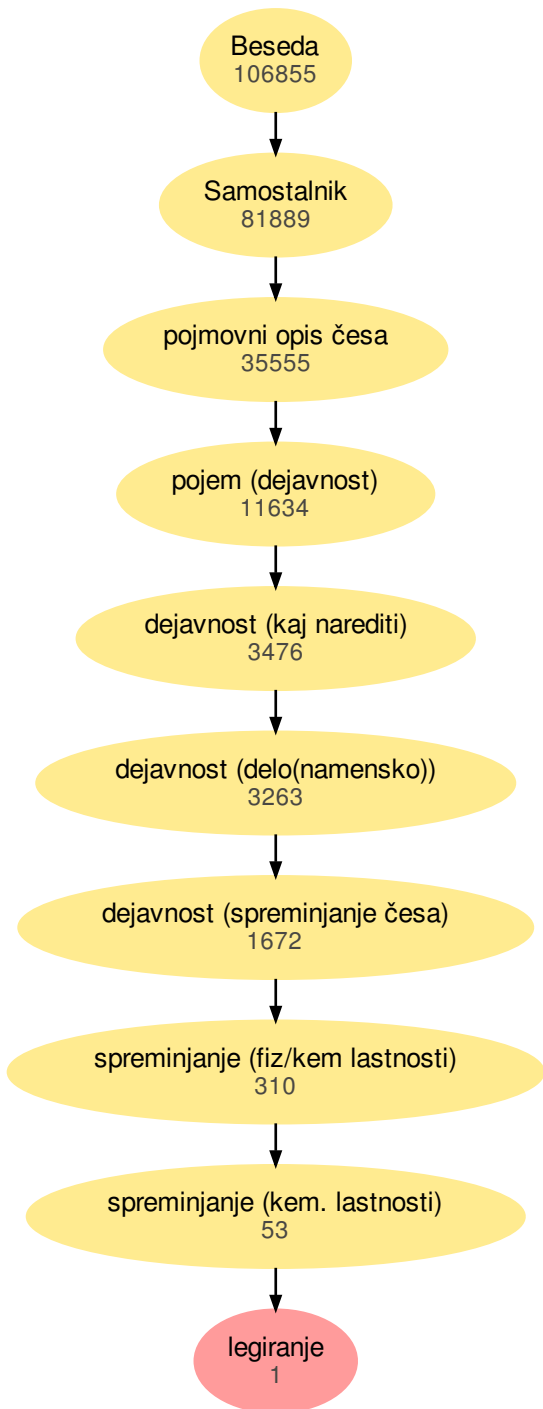 Beseda
106855
Samostalnik
81889
pojmovni opis česa
35555
pojem (dejavnost)
11634
dejavnost (kaj narediti)
3476
dejavnost (delo(namensko))
3263
dejavnost (spreminjanje česa)
1672
spreminjanje (fiz/kem lastnosti)
310
spreminjanje (kem. lastnosti)
53
legiranje
1